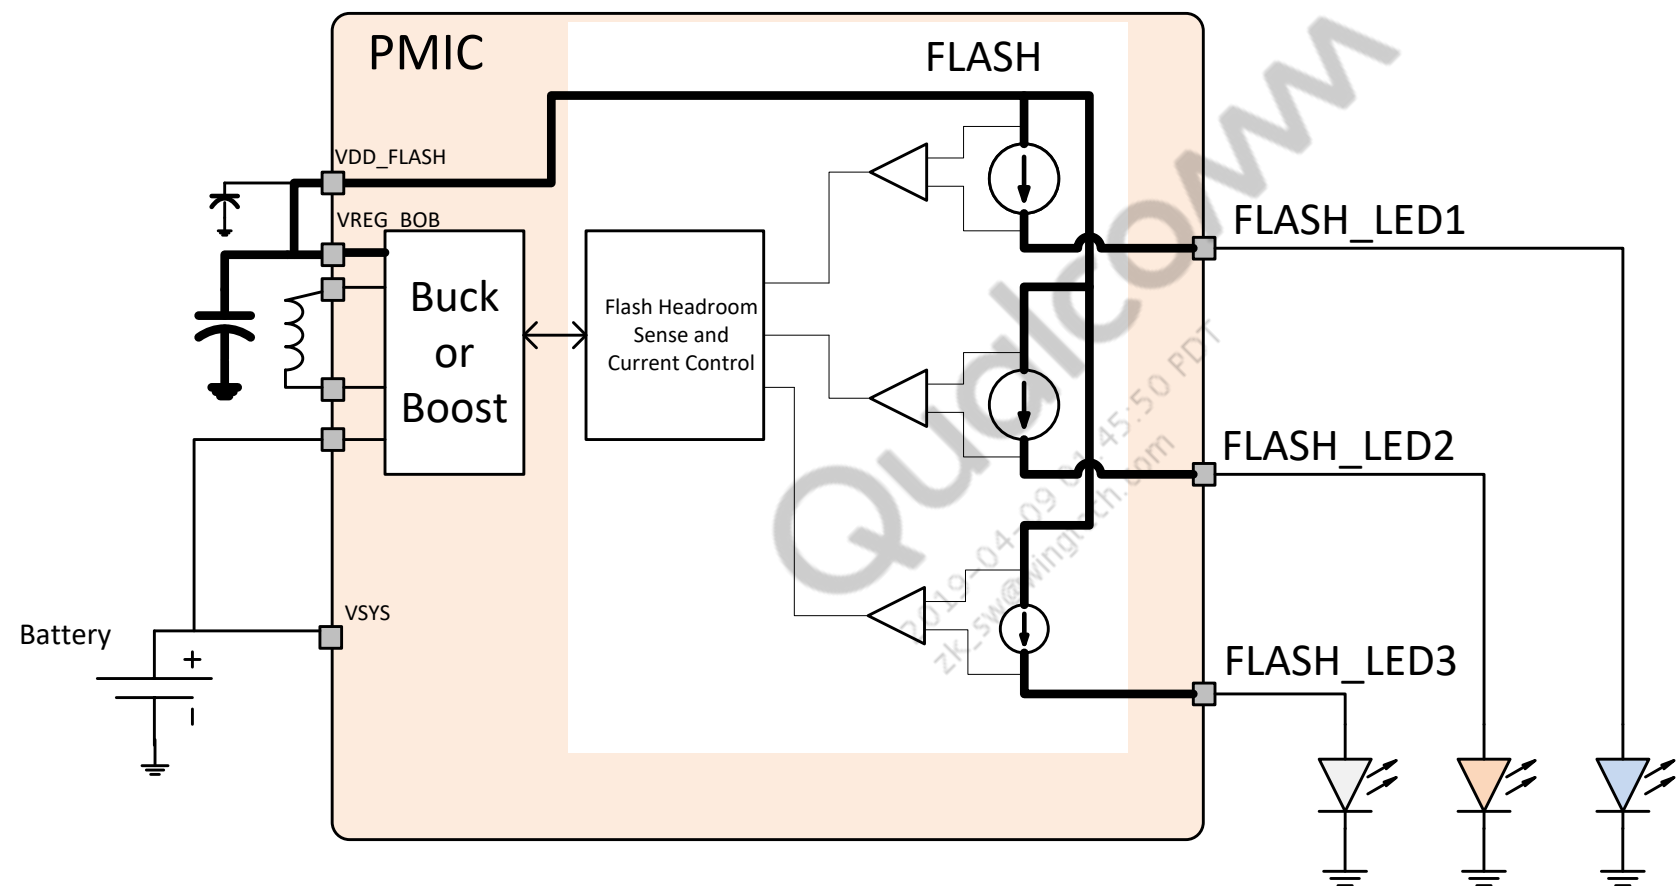 PMIC
FLASH
VDD_FLASH
VREG_BOB
Buck
or
Boost
Flash Headroom
Sense and
Current Control
FLASH_LED1
FLASH_LED2
FLASH_LED3
VSYS
Battery
+
Qualcomm
2019-04-09 01:45:50 PDT
zk_sw@wingtech.com